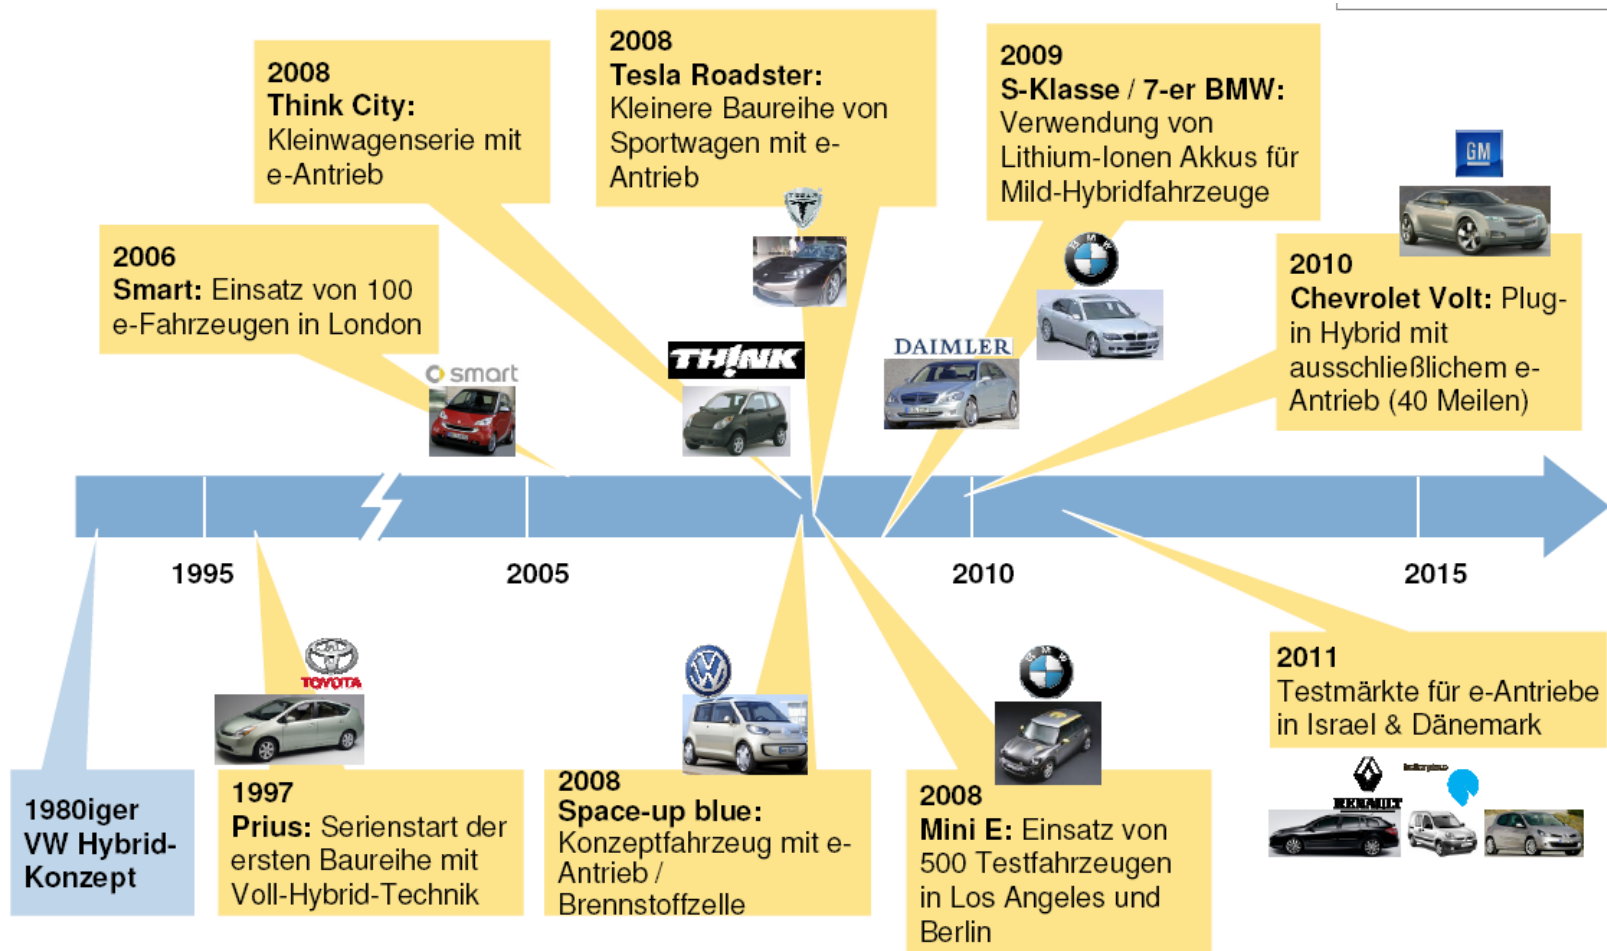 2008
Think City:
Kleinwagenserie mit
e-Antrieb
2008
Tesla Roadster:
Kleinere Baureihe von
Sportwagen mit e-
Antrieb
2009
S-Klasse / 7-er BMW:
Verwendung von
Lithium-Ionen Akkus für
Mild-Hybridfahrzeuge
GM
2006
Smart: Einsatz von 100
e-Fahrzeugen in London
TESLA
BMW
2010
Chevrolet Volt: Plug-
in Hybrid mit
ausschließlichem e-
Antrieb (40 Meilen)
smart
TH!NK
DAIMLER
1995
2005
2010
2015
TOYOTA
BMW
2011
Testmärkte für e-Antriebe
in Israel & Dänemark
RENAULT
1980iger
VW Hybrid-
Konzept
1997
Prius: Serienstart der
ersten Baureihe mit
Voll-Hybrid-Technik
2008
Space-up blue:
Konzeptfahrzeug mit e-
Antrieb /
Brennstoffzelle
2008
Mini E: Einsatz von
500 Testfahrzeugen
in Los Angeles und
Berlin